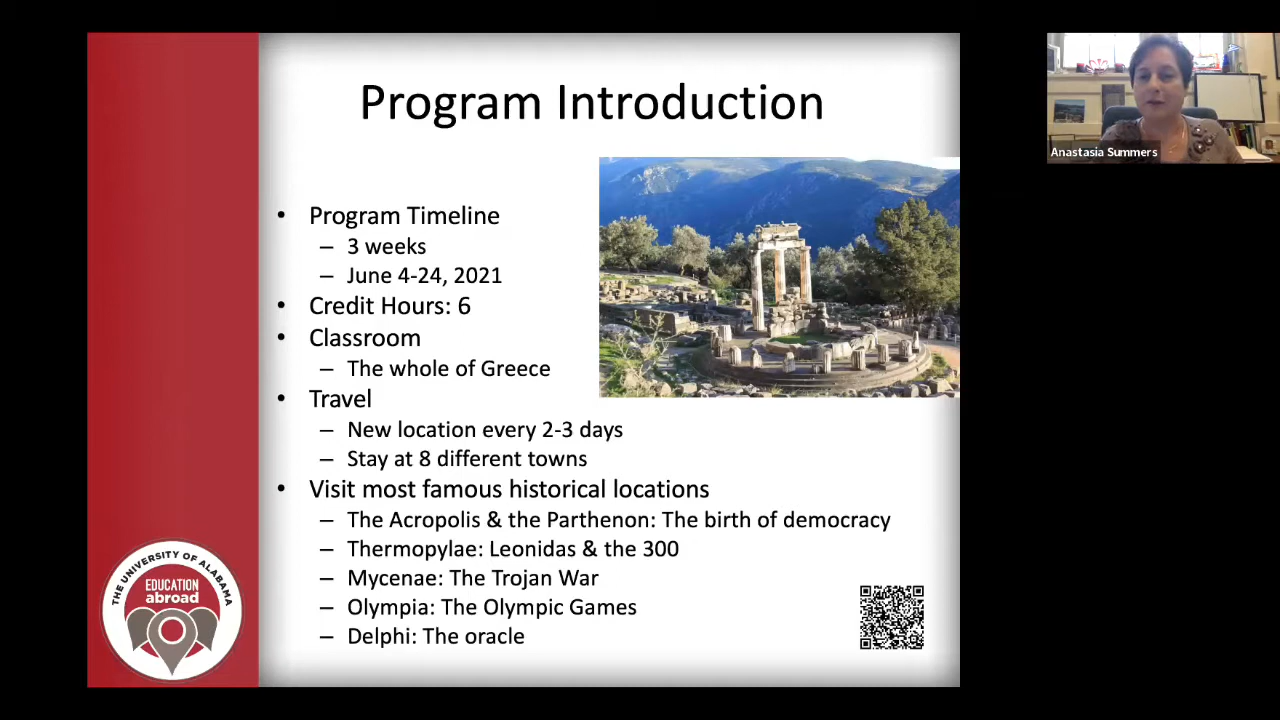 Program Introduction
• Program Timeline
– 3 weeks
– June 4-24, 2021
• Credit Hours: 6
• Classroom
– The whole of Greece
• Travel
– New location every 2-3 days
– Stay at 8 different towns
• Visit most famous historical locations
– The Acropolis & the Parthenon: The birth of democracy
– Thermopylae: Leonidas & the 300
– Mycenae: The Trojan War
– Olympia: The Olympic Games
– Delphi: The oracle
THE UNIVERSITY OF ALABAMA
EDUCATION
abroad
Anastasia Summers